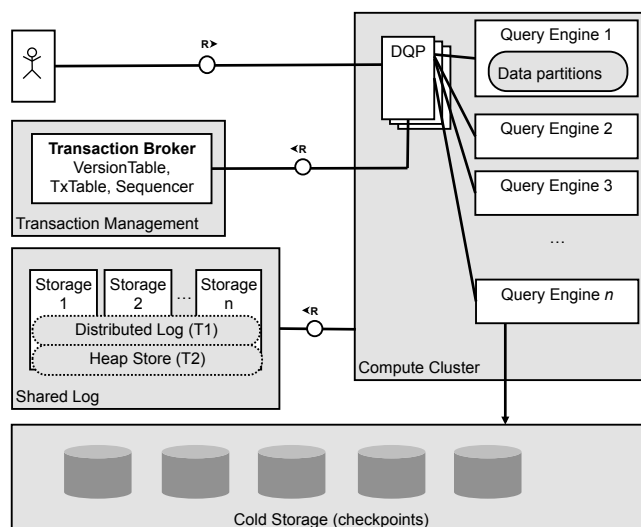 R➤
DQP
Query Engine 1
Data partitions
Query Engine 2
Query Engine 3
…
Query Engine n
Compute Cluster
Transaction Broker
VersionTable,
TxTable, Sequencer
Transaction Management
<R
Storage
1
Storage
2
…
Storage
n
Distributed Log (T1)
Heap Store (T2)
Shared Log
<R
Cold Storage (checkpoints)